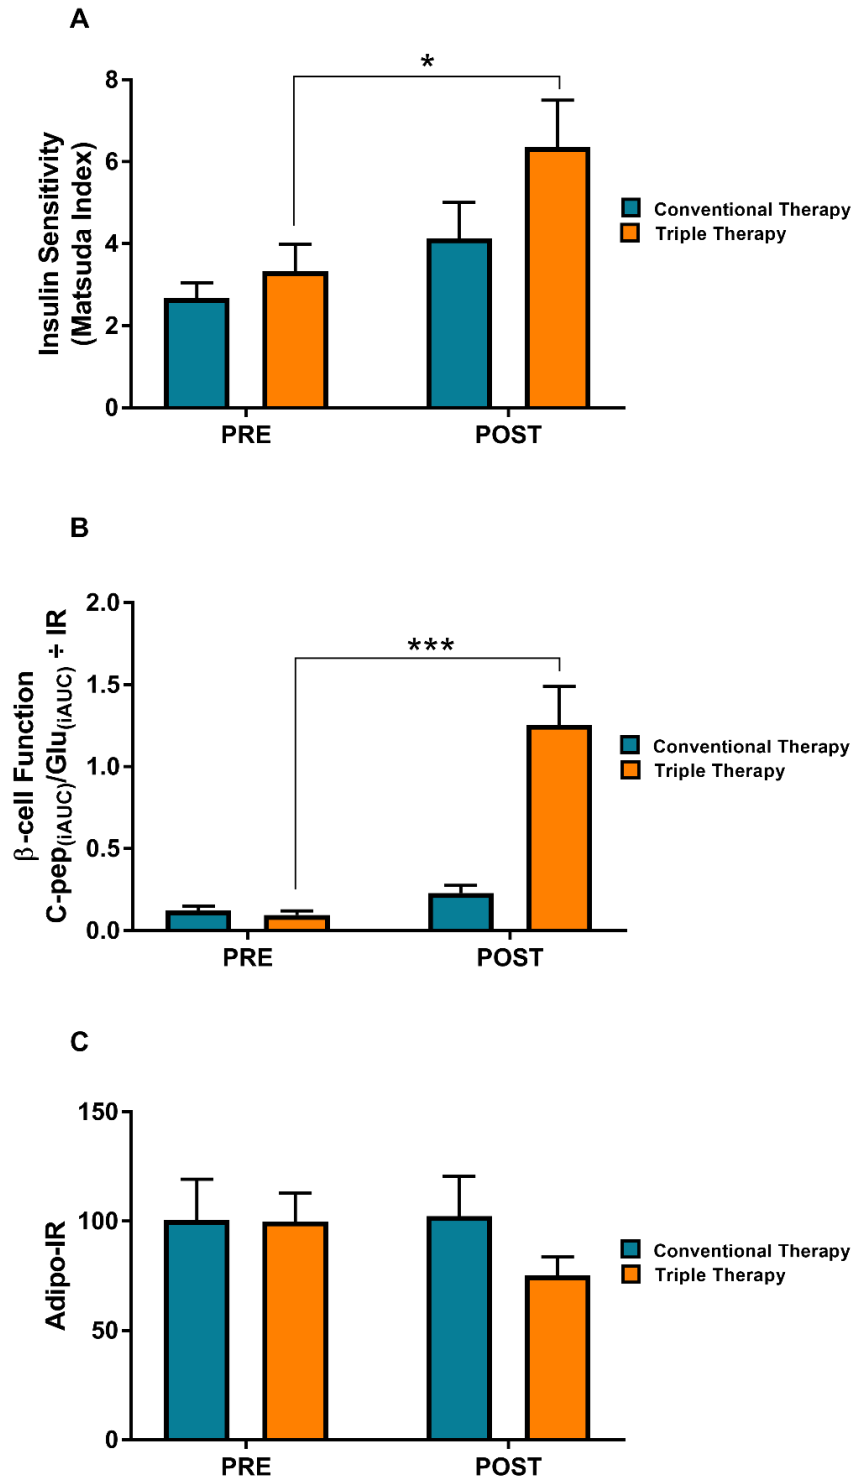 A
*
8
6
4
2
0
Insulin Sensitivity
(Matsuda Index)
PRE
POST
Conventional Therapy
Triple Therapy
B
***
2.0
1.5
1.0
0.5
0.0
β-cell Function
C-pep(iAUC)/Glu(iAUC) ÷ IR
PRE
POST
Conventional Therapy
Triple Therapy
C
150
100
50
0
Adipo-IR
PRE
POST
Conventional Therapy
Triple Therapy